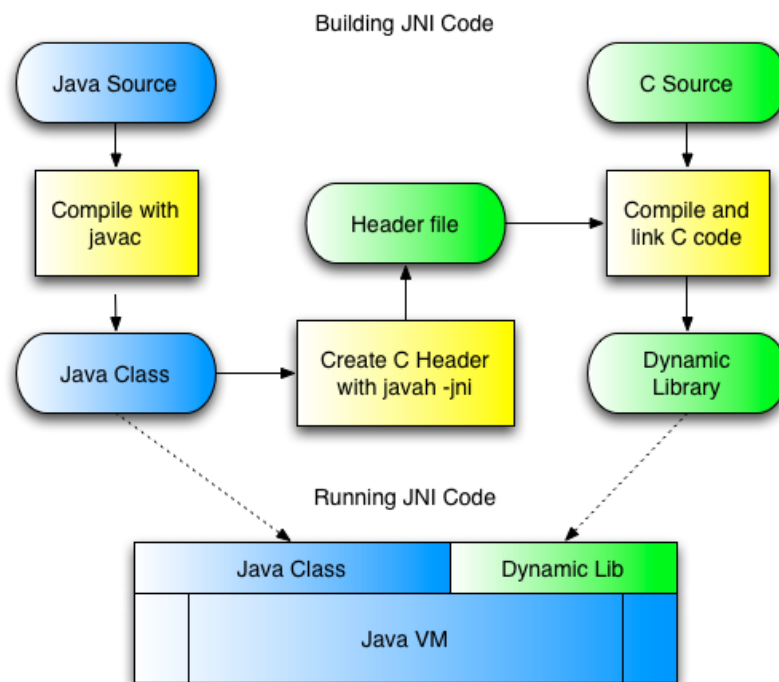 Building JNI Code
Java Source
C Source
Compile with
javac
Header file
Compile and
link C code
Java Class
Create C Header
with javah -jni
Dynamic
Library
Running JNI Code
Java Class
Dynamic Lib
Java VM